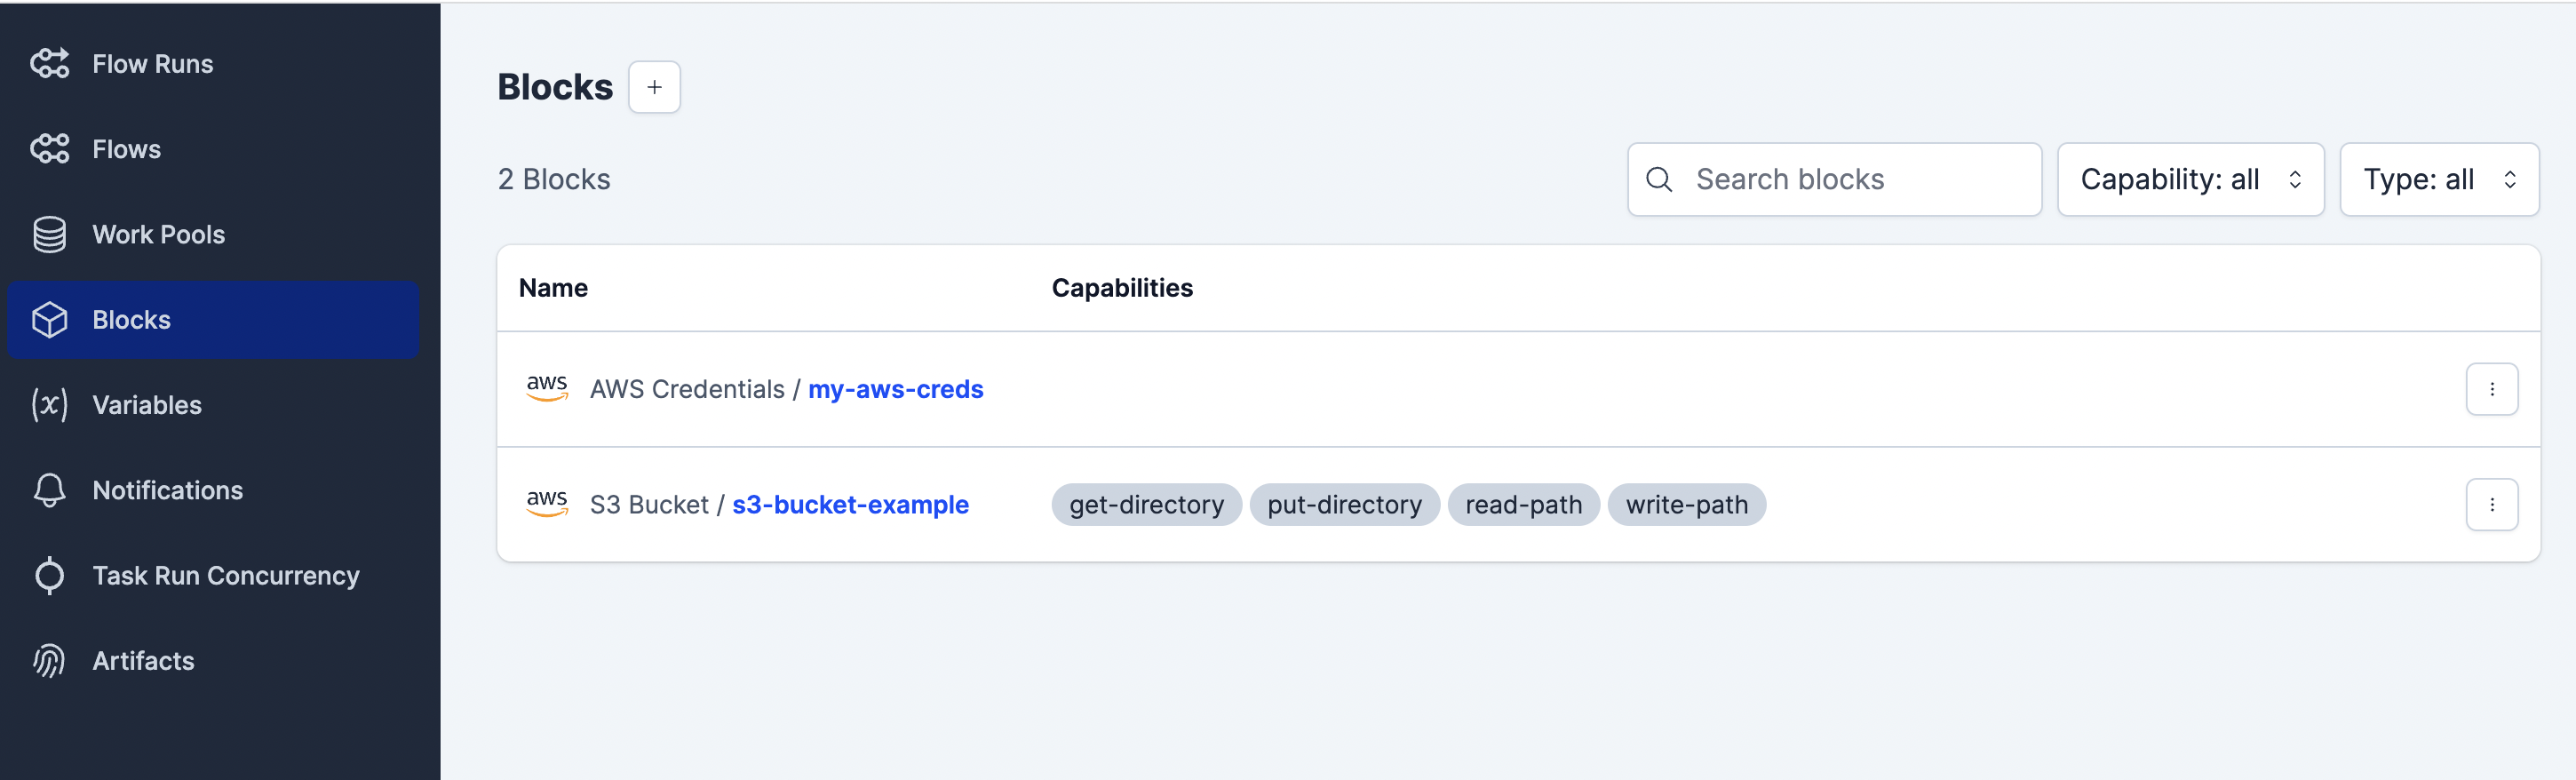 Flow Runs
Flows
Work Pools
Blocks
Variables
Notifications
Task Run Concurrency
Artifacts
Blocks +
2 Blocks
Search blocks
Capability: all
Type: all
Name Capabilities
aws AWS Credentials / my-aws-creds
aws S3 Bucket / s3-bucket-example get-directory put-directory read-path write-path